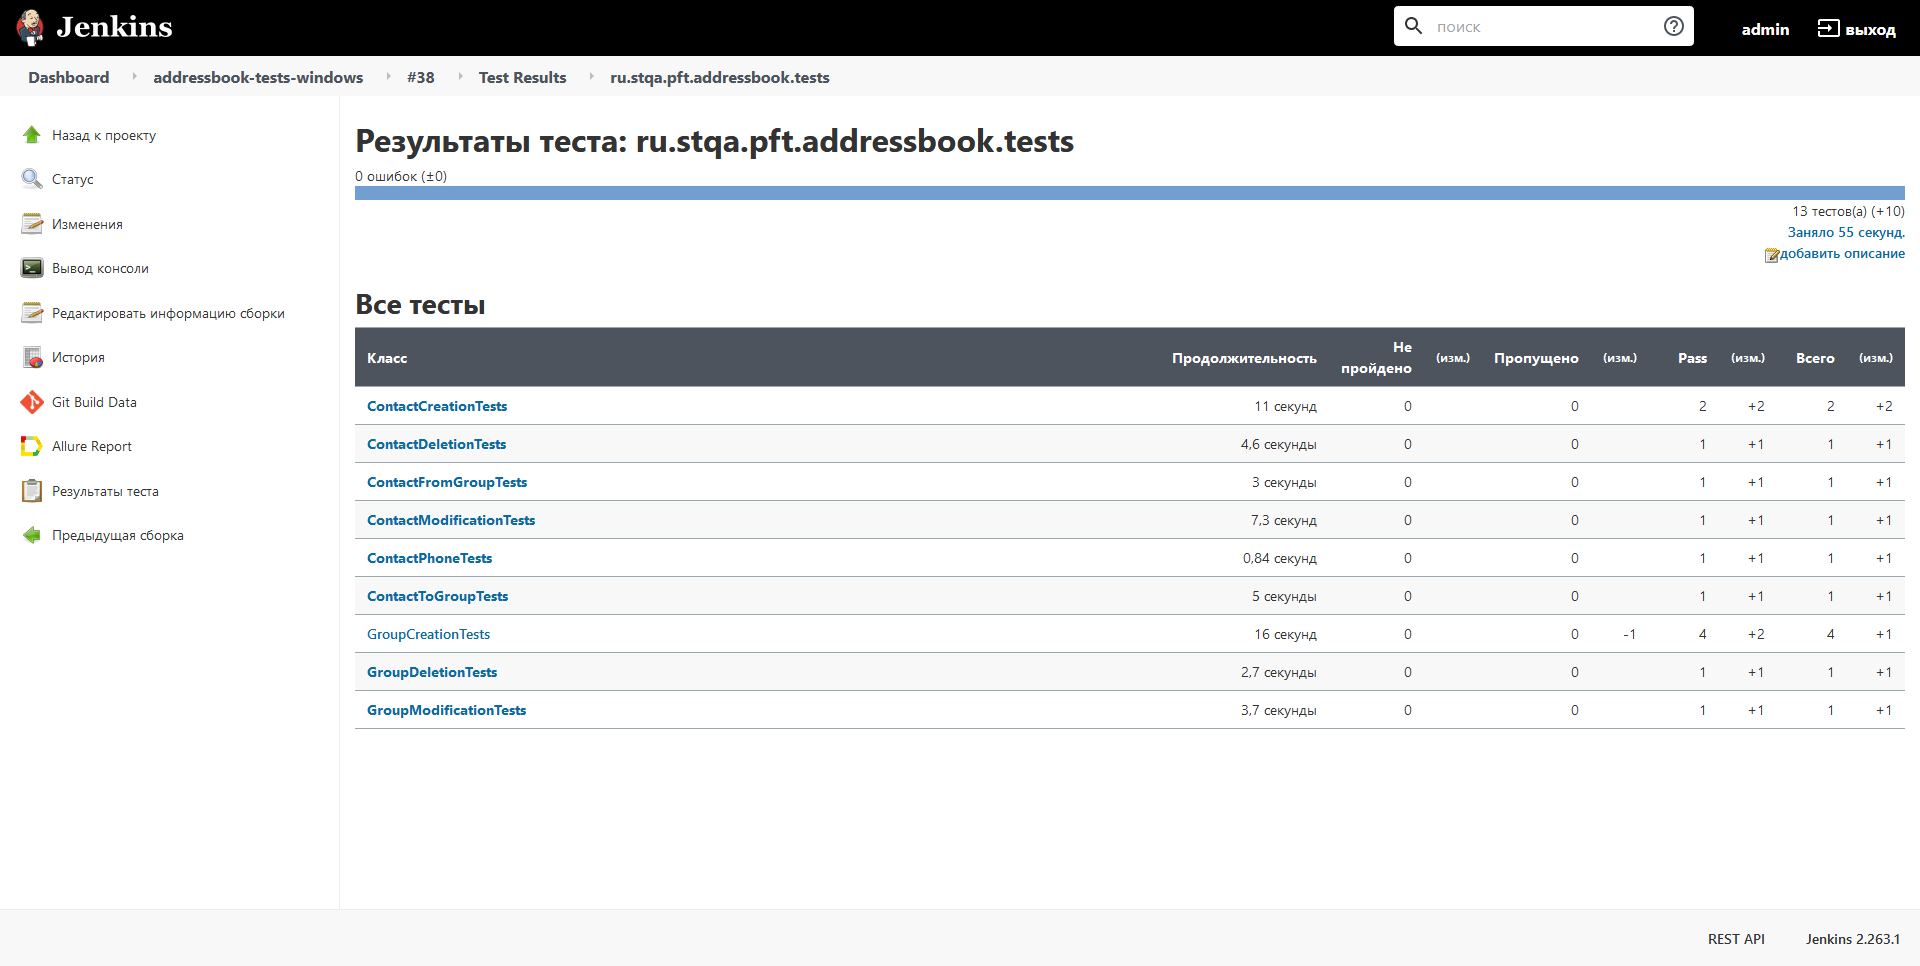 Jenkins
поиск
admin
выход
Dashboard addressbook-tests-windows #38 Test Results ru.stqa.pft.addressbook.tests
Назад к проекту
Статус
Изменения
Вывод консоли
Редактировать информацию сборки
История
Git Build Data
Allure Report
Результаты теста
Предыдущая сборка
Результаты теста: ru.stqa.pft.addressbook.tests
0 ошибок (±0)
13 тестов(а) (+10)
Заняло 55 секунд.
добавить описание
Все тесты
Класс Продолжительность Не пройдено (изм.) Пропущено (изм.) Pass (изм.) Всего (изм.)
ContactCreationTests 11 секунд 0 0 2 +2 2 +2
ContactDeletionTests 4,6 секунды 0 0 1 +1 1 +1
ContactFromGroupTests 3 секунды 0 0 1 +1 1 +1
ContactModificationTests 7,3 секунд 0 0 1 +1 1 +1
ContactPhoneTests 0,84 секунд 0 0 1 +1 1 +1
ContactToGroupTests 5 секунды 0 0 1 +1 1 +1
GroupCreationTests 16 секунд 0 0 -1 4 +2 4 +1
GroupDeletionTests 2,7 секунды 0 0 1 +1 1 +1
GroupModificationTests 3,7 секунды 0 0 1 +1 1 +1
REST API Jenkins 2.263.1